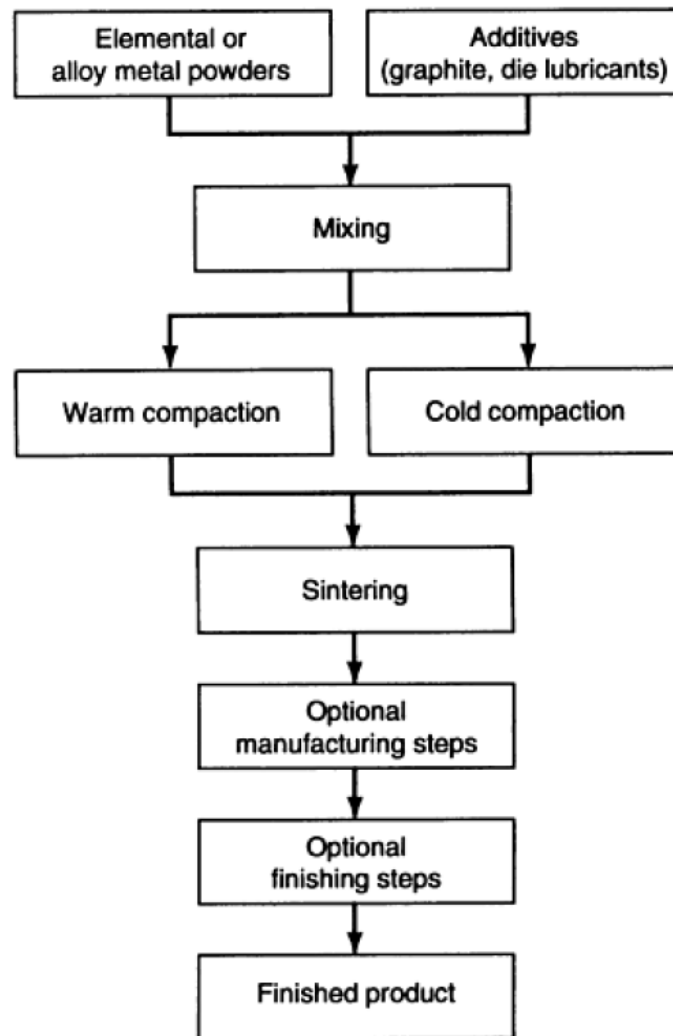 Elemental or
alloy metal powders
Additives
(graphite, die lubricants)
Mixing
Warm compaction
Cold compaction
Sintering
Optional
manufacturing steps
Optional
finishing steps
Finished product